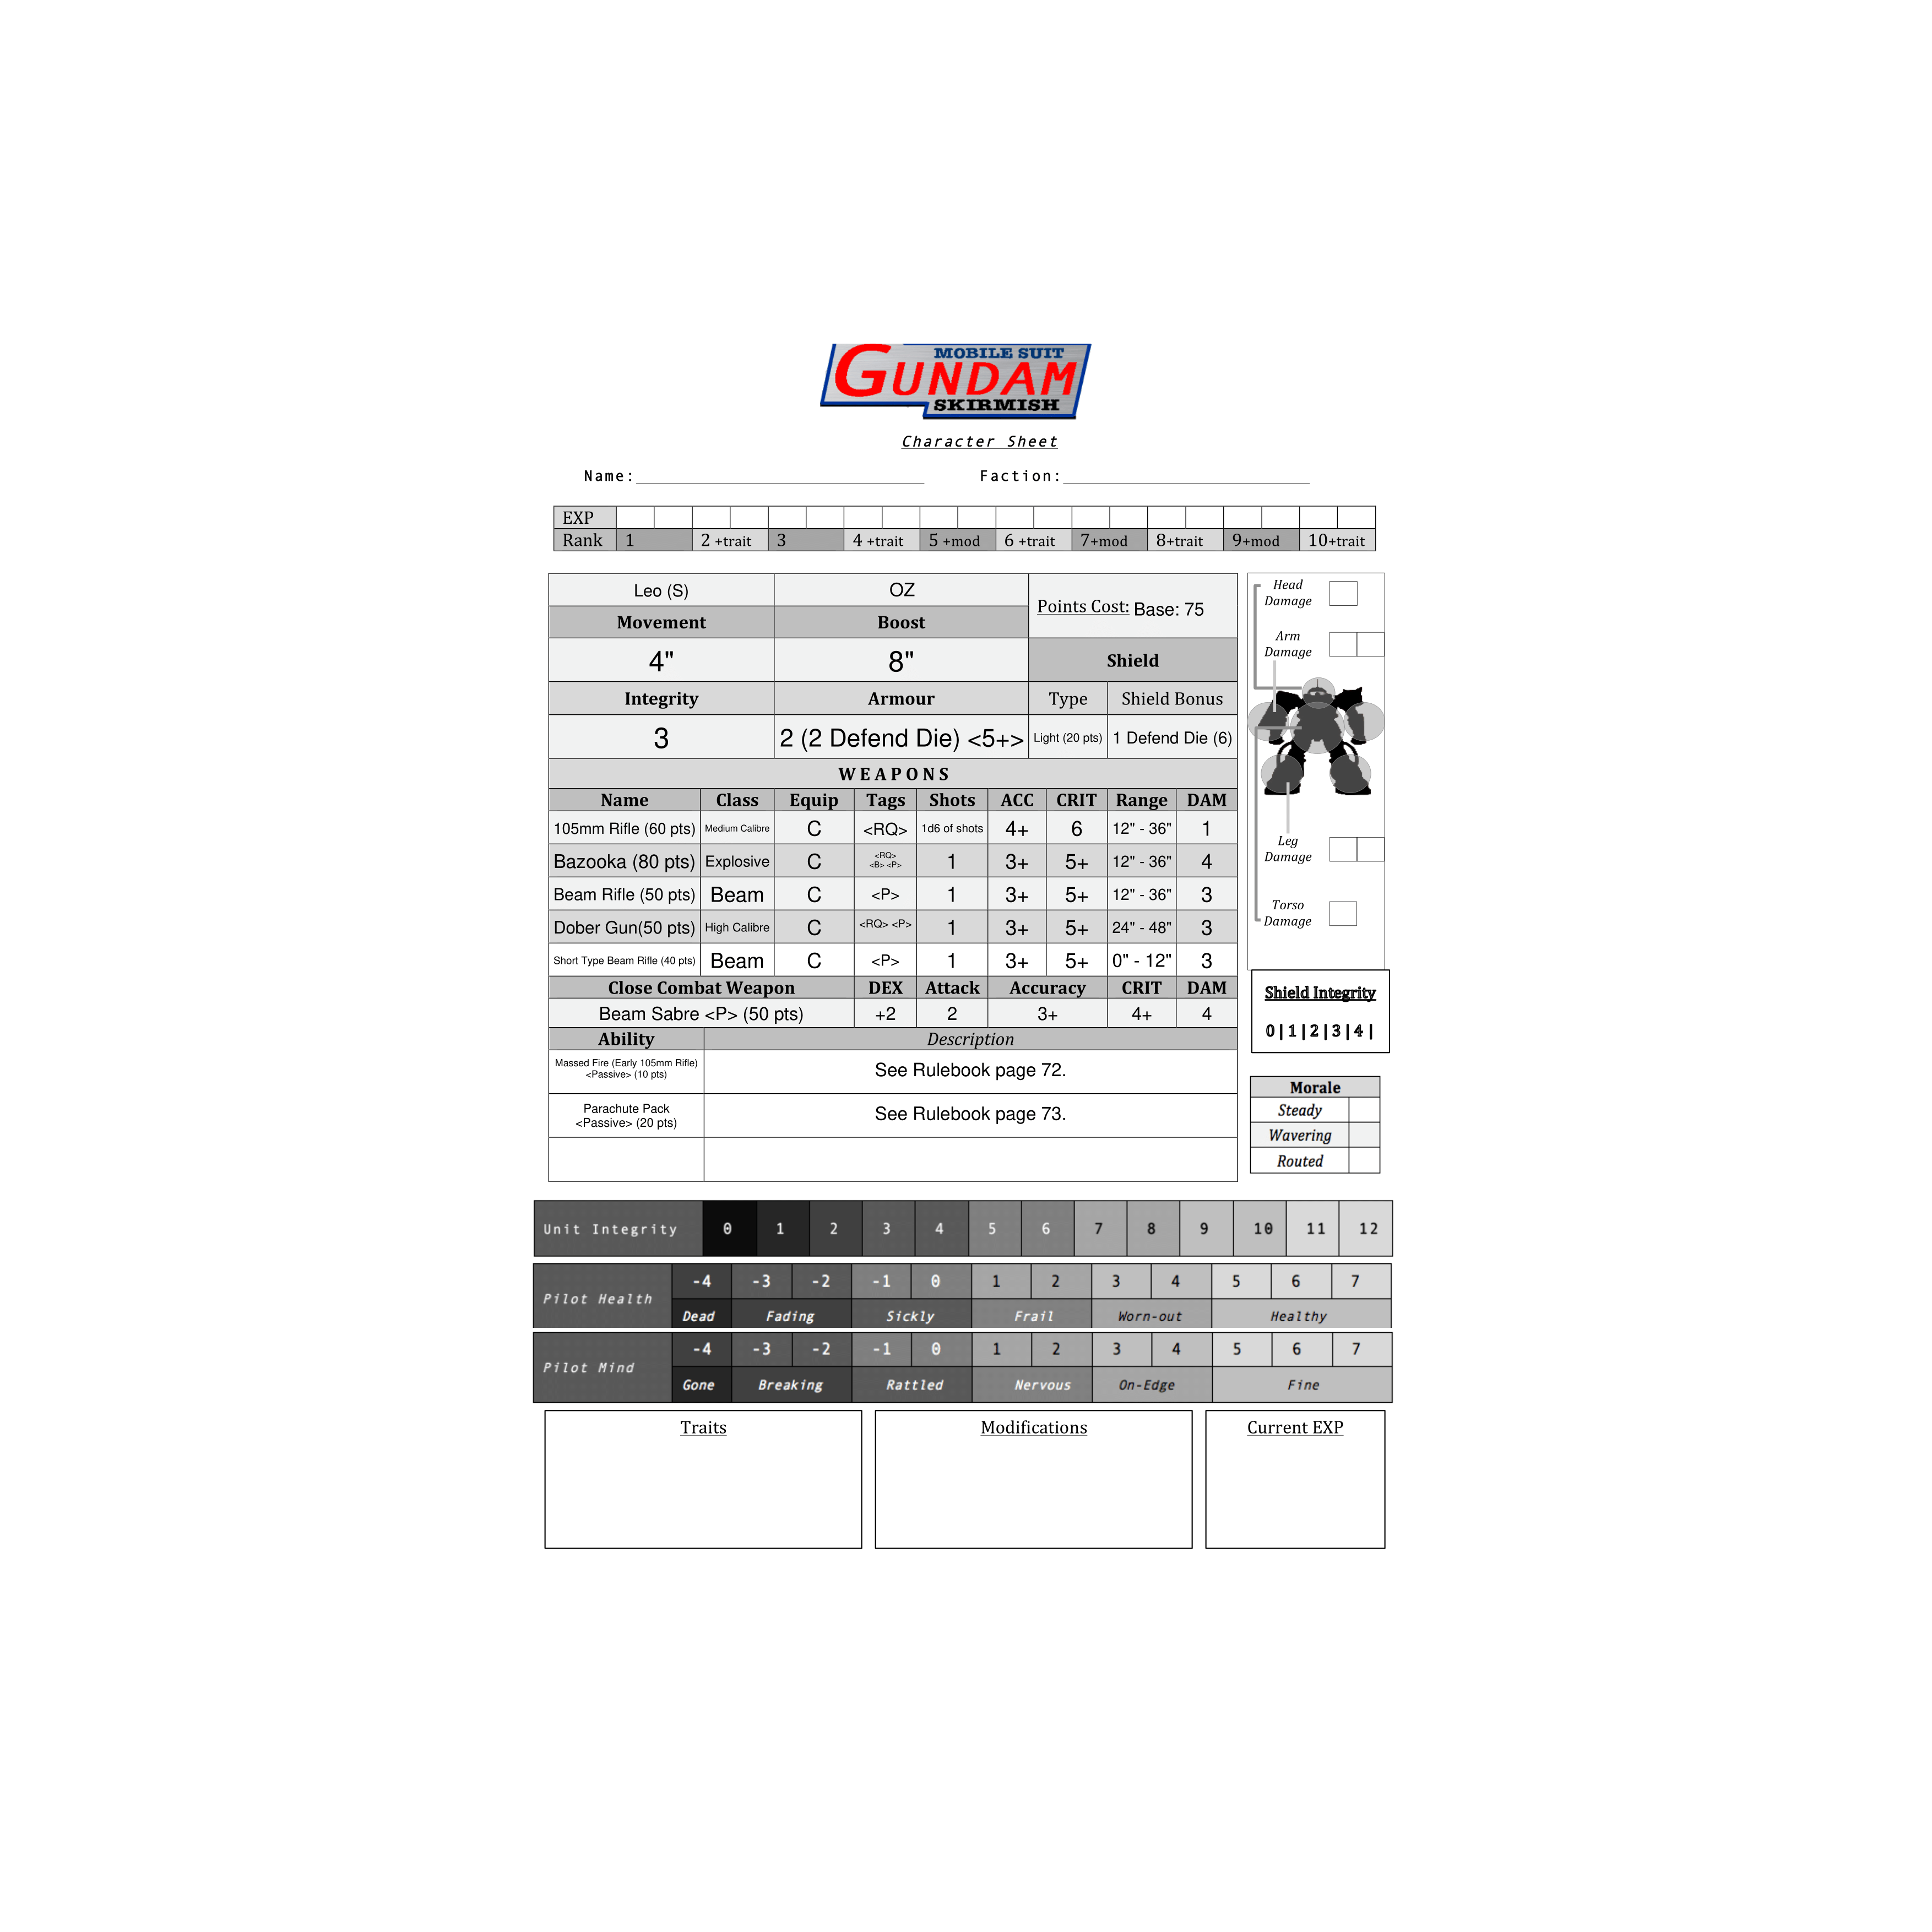 MOBILE SUIT
GUNDAM
SKIRMISH
Character Sheet
Name: Faction:
EXP
Rank 1 2 +trait 3 4 +trait 5 +mod 6 +trait 7+mod 8+trait 9+mod 10+trait
Leo (S) OZ Points Cost: Base: 75
Movement Boost
4" 8" Shield
Integrity Armour Type Shield Bonus
3 2 (2 Defend Die) <5+> Light (20 pts) 1 Defend Die (6)
WEAPONS
Name Class Equip Tags Shots ACC CRIT Range DAM
105mm Rifle (60 pts) Medium Calibre C <RQ> 1d6 of shots 4+ 6 12" - 36" 1
Bazooka (80 pts) Explosive C <RQ> <B> <P> 1 3+ 5+ 12" - 36" 4
Beam Rifle (50 pts) Beam C <P> 1 3+ 5+ 12" - 36" 3
Dober Gun(50 pts) High Calibre C <RQ> <P> 1 3+ 5+ 24" - 48" 3
Short Type Beam Rifle (40 pts) Beam C <P> 1 3+ 5+ 0" - 12" 3
Close Combat Weapon DEX Attack Accuracy CRIT DAM
Beam Sabre <P> (50 pts) +2 2 3+ 4+ 4
Ability Description
Massed Fire (Early 105mm Rifle)
<Passive> (10 pts)
See Rulebook page 72.
Parachute Pack
<Passive> (20 pts)
See Rulebook page 73.
Head
Damage
Arm
Damage
Leg
Damage
Torso
Damage
Shield Integrity
0|1|2|3|4|
Morale
Steady
Wavering
Routed
Unit Integrity 0 1 2 3 4 5 6 7 8 9 10 11 12
Pilot Health
-4 -3 -2 -1 0 1 2 3 4 5 6 7
Dead Fading Sickly Frail Worn-out Healthy
Pilot Mind
-4 -3 -2 -1 0 1 2 3 4 5 6 7
Gone Breaking Rattled Nervous On-Edge Fine
Traits Modifications Current EXP